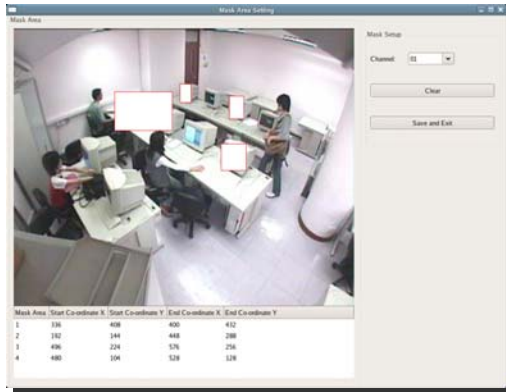 Mask Area Setting
Mask Area
Mask Setup
Channel: 01
Clear
Save and Exit
Mask Area Start Co-ordinate X Start Co-ordinate Y End Co-ordinate X End Co-ordinate Y
1 336 408 400 432
2 192 144 448 288
3 496 224 576 256
4 480 104 528 128